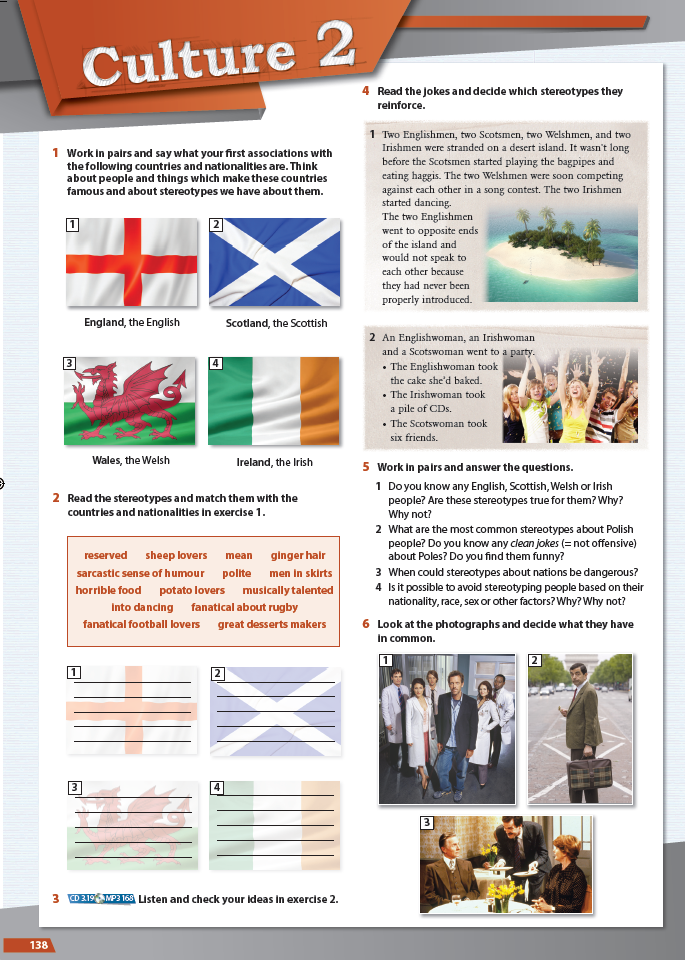 Culture 2
1 Work in pairs and say what your first associations with
the following countries and nationalities are. Think
about people and things which make these countries
famous and about stereotypes we have about them.
1
2
England, the English
Scotland, the Scottish
3
4
Wales, the Welsh
Ireland, the Irish
2 Read the stereotypes and match them with the
countries and nationalities in exercise 1.
reserved sheep lovers mean ginger hair
sarcastic sense of humour polite men in skirts
horrible food potato lovers musically talented
into dancing fanatical about rugby
fanatical football lovers great desserts makers
1
2
3
4
3 CD 3.19 MP3 168 Listen and check your ideas in exercise 2.
138
4 Read the jokes and decide which stereotypes they
reinforce.
1 Two Englishmen, two Scotsmen, two Welshmen, and two
Irishmen were stranded on a desert island. It wasn't long
before the Scotsmen started playing the bagpipes and
eating haggis. The two Welshmen were soon competing
against each other in a song contest. The two Irishmen
started dancing.
The two Englishmen
went to opposite ends
of the island and
would not speak to
each other because
they had never been
properly introduced.
2 An Englishwoman, an Irishwoman
and a Scotswoman went to a party.
• The Englishwoman took
the cake she'd baked.
• The Irishwoman took
a pile of CDs.
• The Scotswoman took
six friends.
5 Work in pairs and answer the questions.
1 Do you know any English, Scottish, Welsh or Irish
people? Are these stereotypes true for them? Why?
Why not?
2 What are the most common stereotypes about Polish
people? Do you know any clean jokes (= not offensive)
about Poles? Do you find them funny?
3 When could stereotypes about nations be dangerous?
4 Is it possible to avoid stereotyping people based on their
nationality, race, sex or other factors? Why? Why not?
6 Look at the photographs and decide what they have
in common.
1
2
3